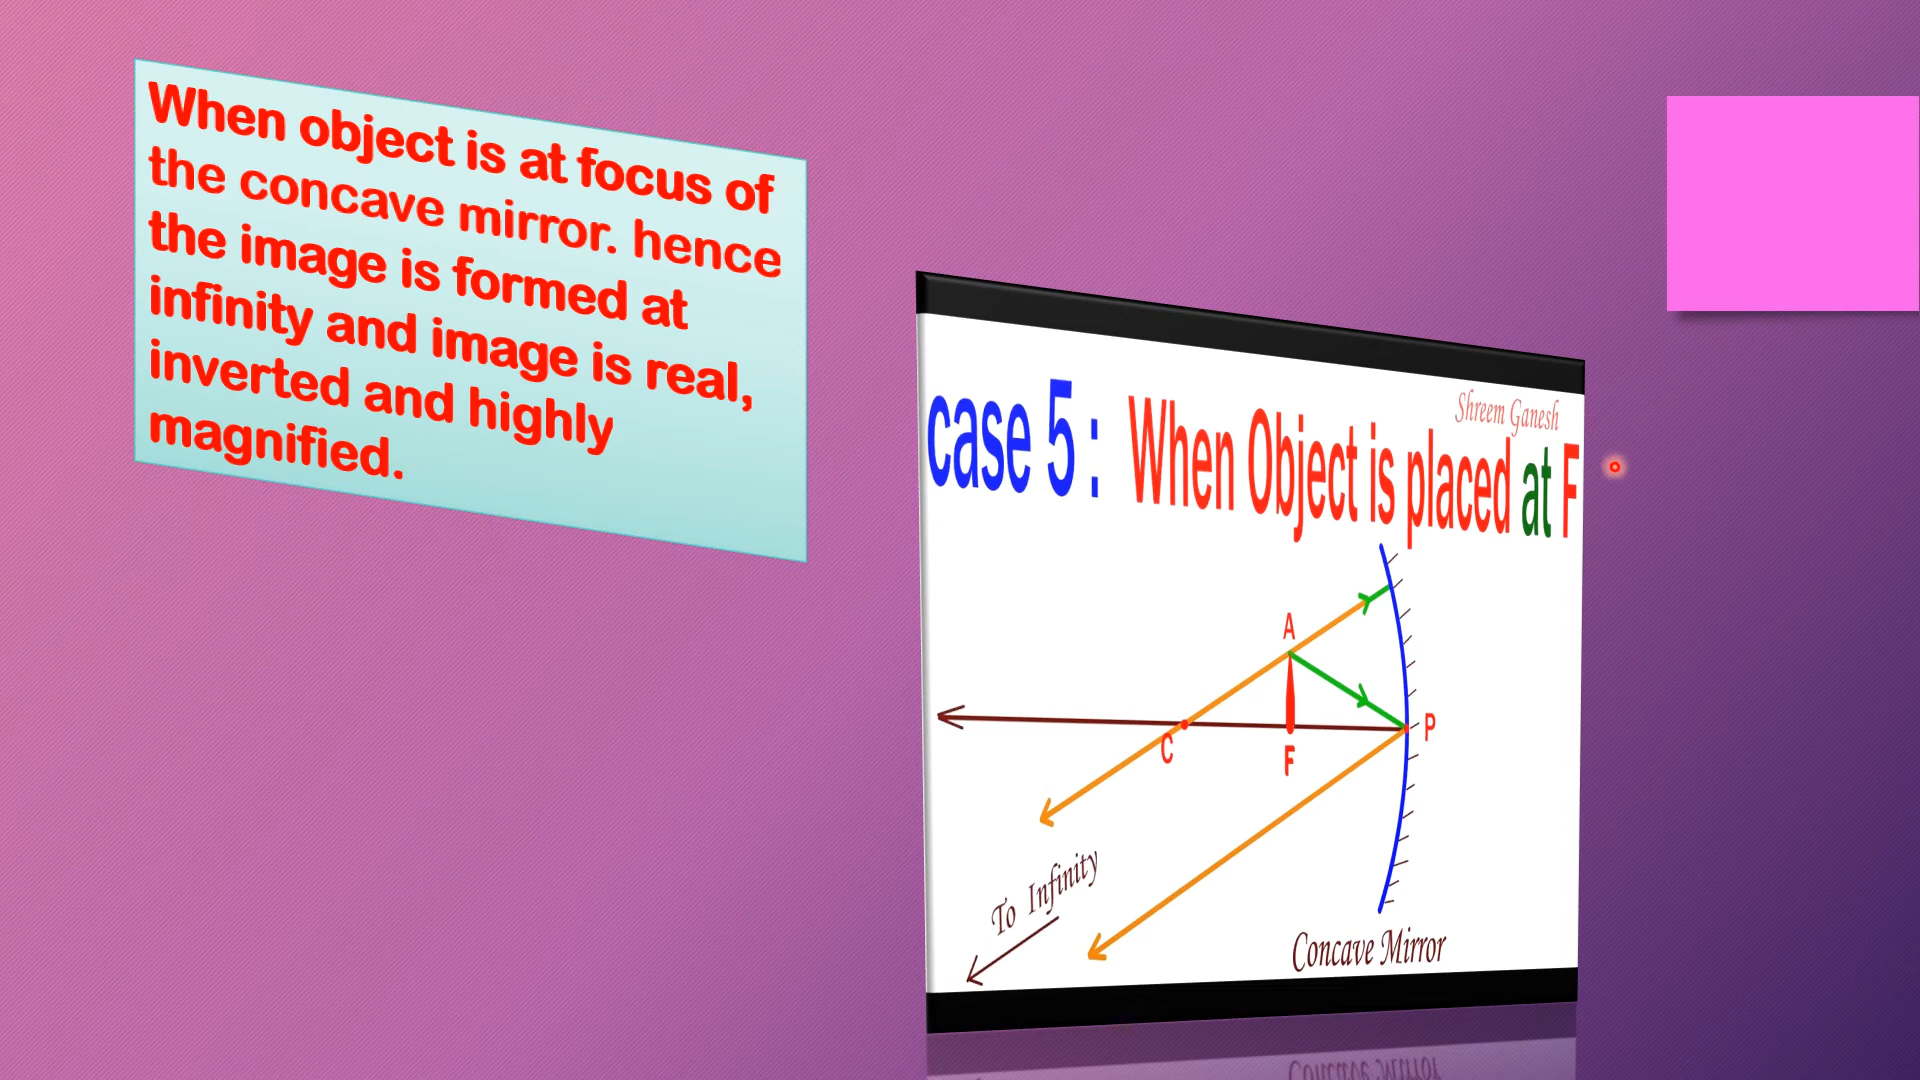 When object is at focus of
the concave mirror. hence
the image is formed at
infinity and image is real,
inverted and highly
magnified.
Shreem Ganesh
case 5 : When Object is placed at F
A
C
F
P
To Infinity
Concave Mirror